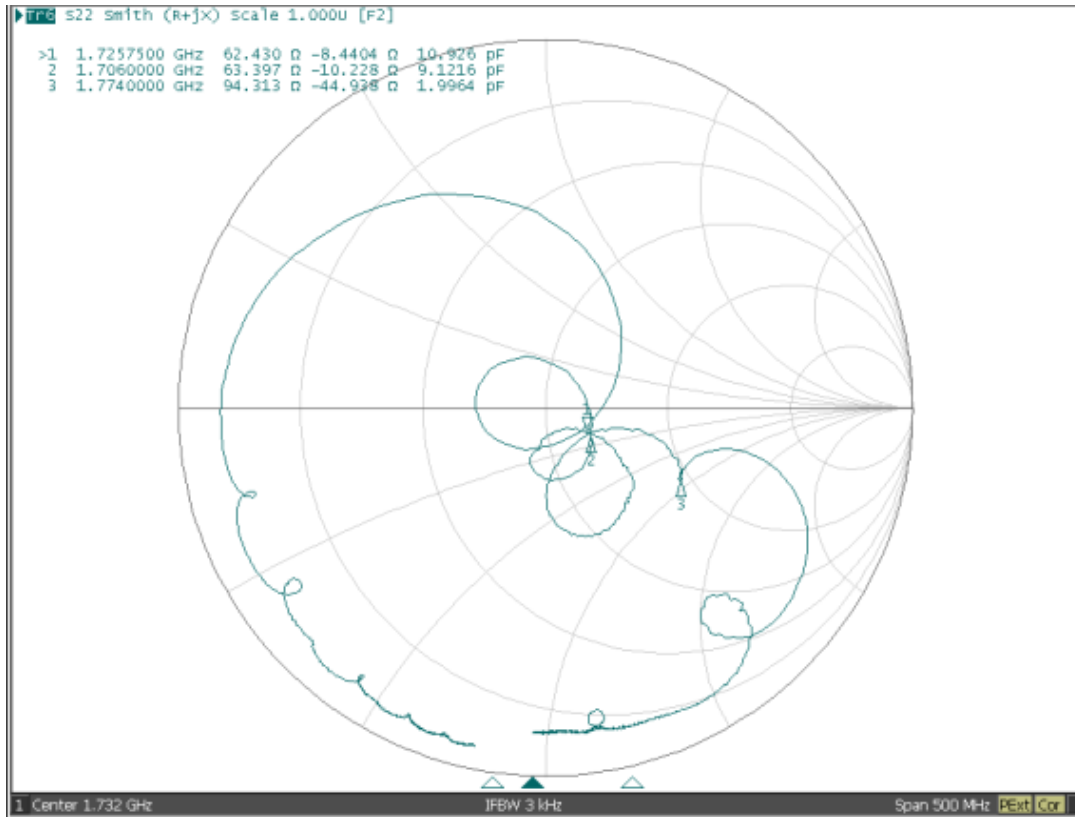 Tr6 S22 Smith (R+jX) Scale 1.000U [F2]
>1 1.7257500 GHz 62.430 Ω -8.4404 Ω 10.926 pF
2 1.7060000 GHz 63.397 Ω -10.228 Ω 9.1216 pF
3 1.7740000 GHz 94.313 Ω -44.938 Ω 1.9964 pF
1
2
3
1 Center 1.732 GHz IFBW 3 kHz Span 500 MHz PExt Cor